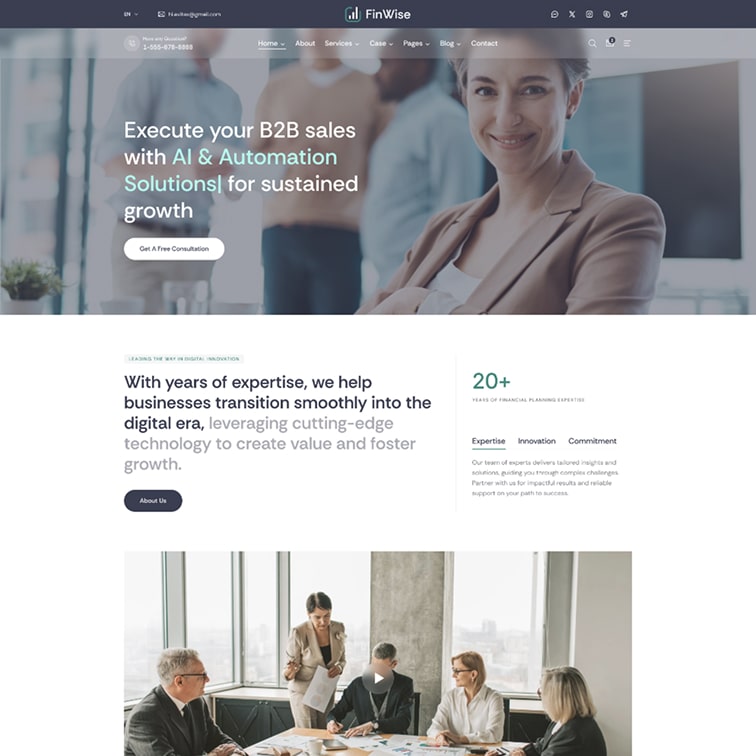 EN
FinWise
Have any Question?
1-555-678-8888
Home
About
Services
Case
Pages
Blog
Contact
Execute your B2B sales
with AI & Automation
Solutions| for sustained
growth
Get A Free Consultation
LEADING THE WAY IN DIGITAL INNOVATION
With years of expertise, we help
businesses transition smoothly into the
digital era, leveraging cutting-edge
technology to create value and foster
growth.
About Us
20+
YEARS OF FINANCIAL PLANNING EXPERTISE
Expertise
Innovation
Commitment
Our team of experts delivers tailored insights and
solutions, guiding you through complex challenges.
Partner with us for impactful results and reliable
support on your path to success.